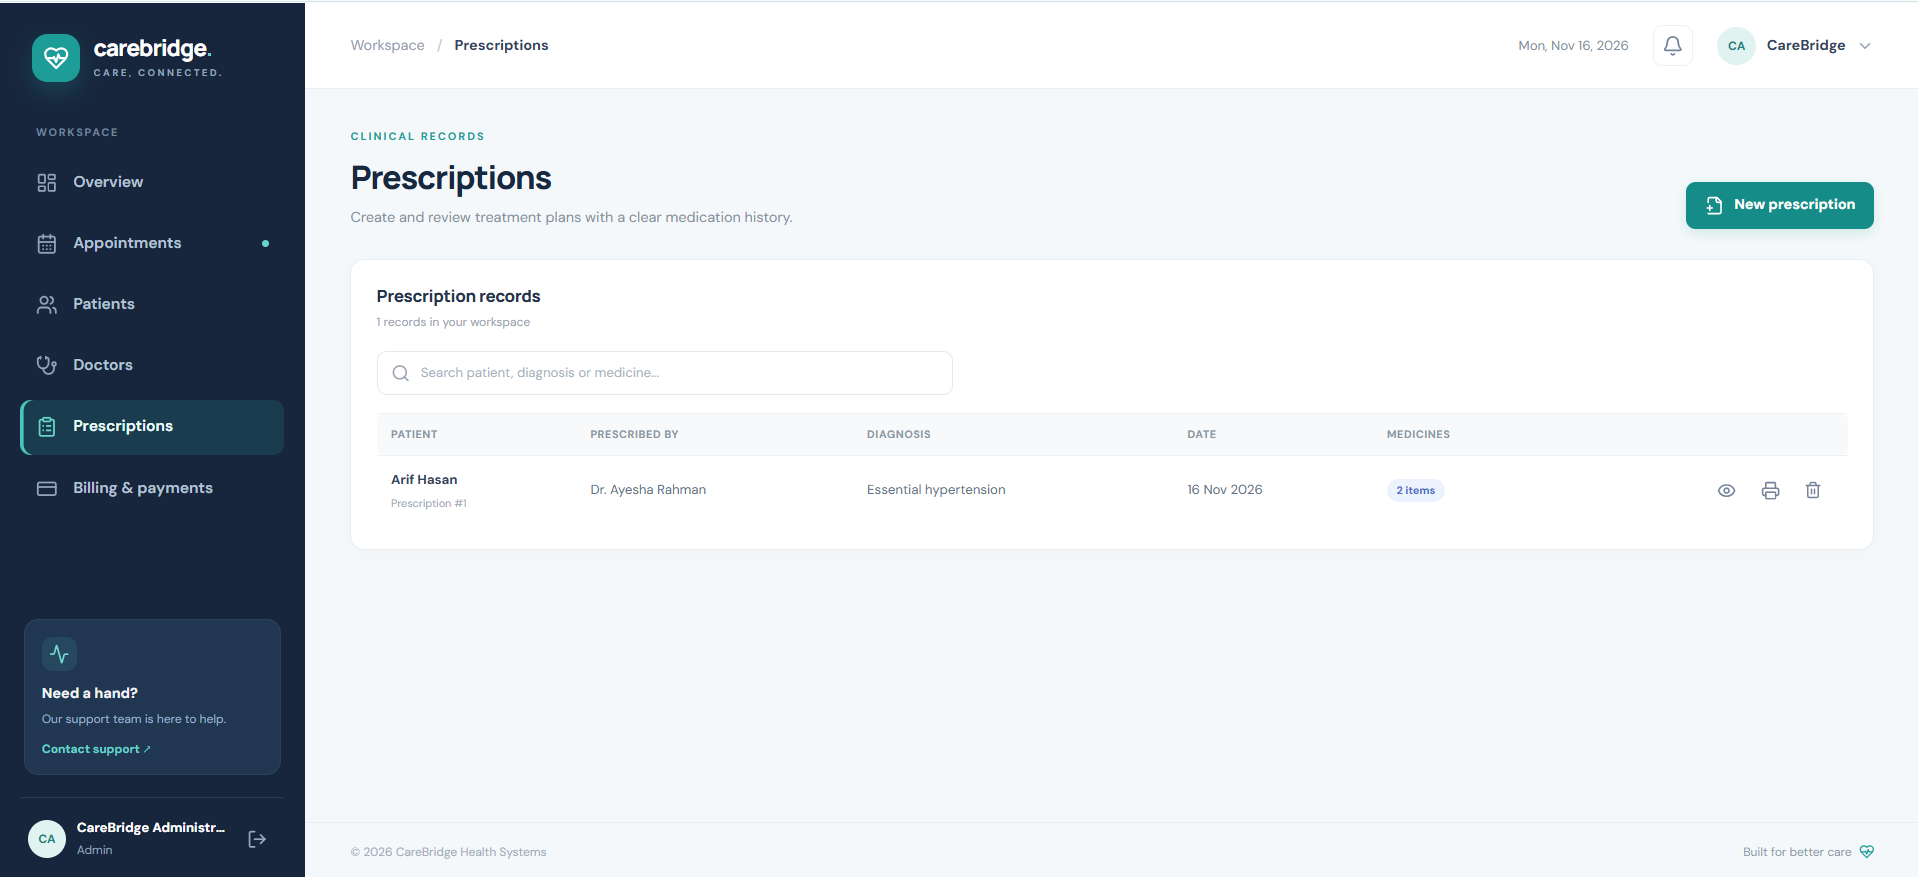 carebridge.
CARE, CONNECTED.
WORKSPACE
Overview
Appointments
Patients
Doctors
Prescriptions
Billing & payments
Need a hand?
Our support team is here to help.
Contact support ↗
CA
CareBridge Administr...
Admin
Workspace / Prescriptions
Mon, Nov 16, 2026
CA
CareBridge
CLINICAL RECORDS
Prescriptions
Create and review treatment plans with a clear medication history.
New prescription
Prescription records
1 records in your workspace
Search patient, diagnosis or medicine...
PATIENT PRESCRIBED BY DIAGNOSIS DATE MEDICINES
Arif Hasan
Prescription #1
Dr. Ayesha Rahman
Essential hypertension
16 Nov 2026
2 items
© 2026 CareBridge Health Systems
Built for better care